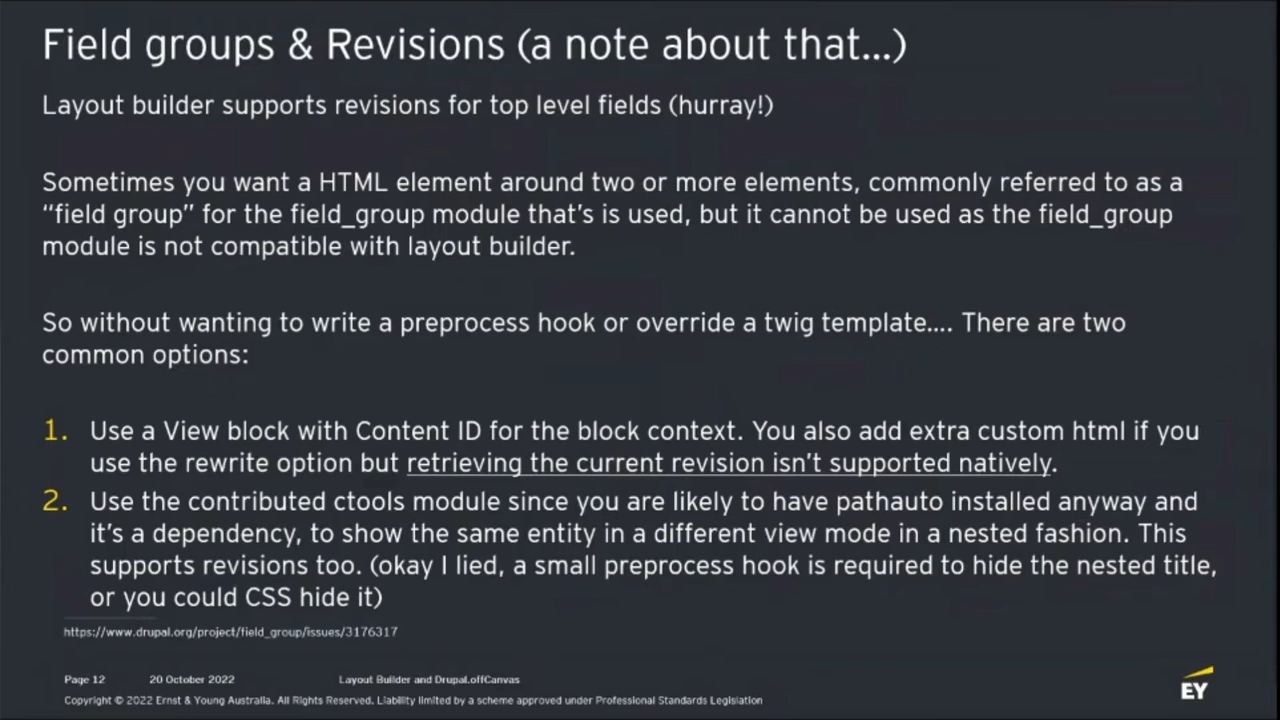 Field groups & Revisions (a note about that...)
Layout builder supports revisions for top level fields (hurray!)
Sometimes you want a HTML element around two or more elements, commonly referred to as a
“field group” for the field_group module that’s is used, but it cannot be used as the field_group
module is not compatible with layout builder.
So without wanting to write a preprocess hook or override a twig template.... There are two
common options:
1. Use a View block with Content ID for the block context. You also add extra custom html if you
use the rewrite option but retrieving the current revision isn’t supported natively.
2. Use the contributed ctools module since you are likely to have pathauto installed anyway and
it’s a dependency, to show the same entity in a different view mode in a nested fashion. This
supports revisions too. (okay I lied, a small preprocess hook is required to hide the nested title,
or you could CSS hide it)
https://www.drupal.org/project/field_group/issues/3176317
Page 12 20 October 2022 Layout Builder and Drupal.offCanvas
Copyright © 2022 Ernst & Young Australia. All Rights Reserved. Liability limited by a scheme approved under Professional Standards Legislation
EY